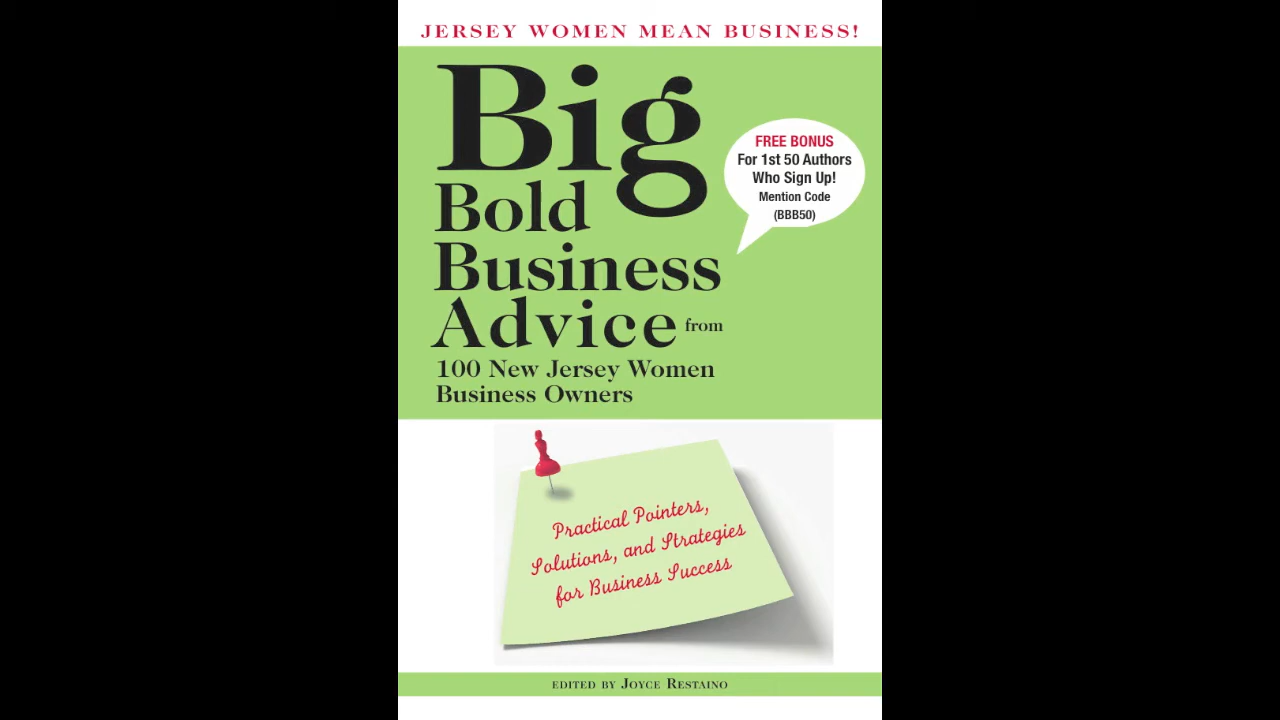 JERSEY WOMEN MEAN BUSINESS!
Big
Bold
Business
Advice from
100 New Jersey Women
Business Owners
FREE BONUS
For 1st 50 Authors
Who Sign Up!
Mention Code
(BBB50)
Practical Pointers,
Solutions, and Strategies
for Business Success
EDITED BY JOYCE RESTAINO